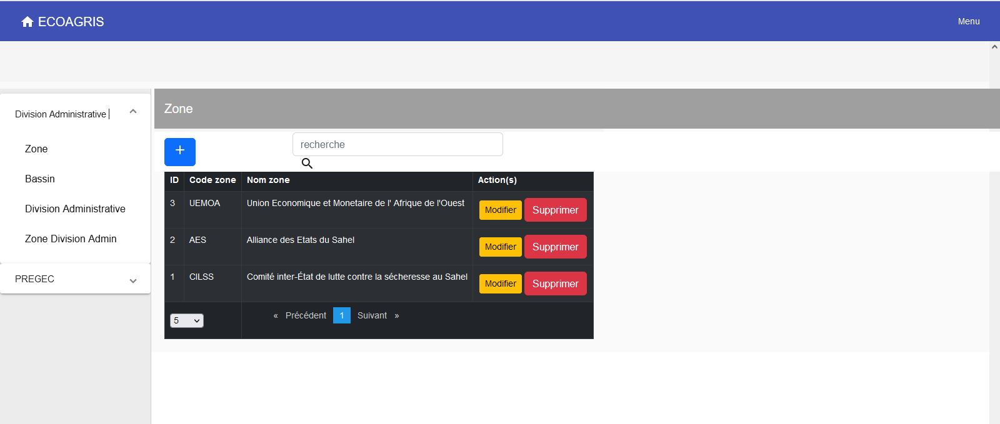 ECOAGRIS
Menu
Division Administrative
Zone
Bassin
Division Administrative
Zone Division Admin
PREGEC
Zone
+
recherche
ID Code zone Nom zone Action(s)
3 UEMOA Union Economique et Monetaire de l' Afrique de l'Ouest Modifier Supprimer
2 AES Alliance des Etats du Sahel Modifier Supprimer
1 CILSS Comité inter-État de lutte contre la sécheresse au Sahel Modifier Supprimer
5 « Précédent 1 Suivant »